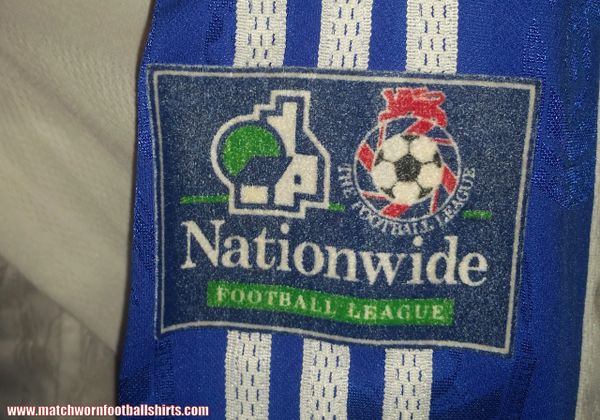 THE FOOTBALL LEAGUE
Nationwide
FOOTBALL LEAGUE
www.matchwornfootballshirts.com